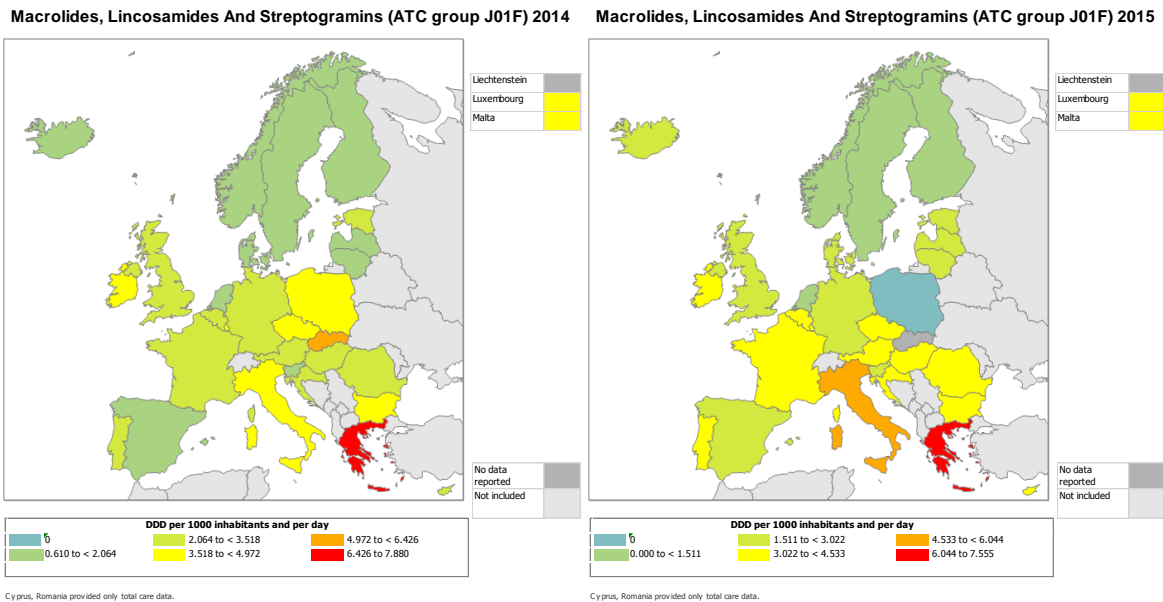 Macrolides, Lincosamids And Streptogramins (ATC group J01F) 2014
Liechtenstein
Luxembourg
Malta
No data
reported
Not included
DDD per 1000 inhabitants and per day
0
2.064 to < 3.518
4.972 to < 6.426
0.610 to < 2.064
3.518 to < 4.972
6.426 to 7.880
Cyprus, Romania provided only total care data.
Macrolides, Lincosamides And Streptogramins (ATC group J01F) 2015
Liechtenstein
Luxembourg
Malta
No data
reported
Not included
DDD per 1000 inhabitants and per day
0
1.511 to < 3.022
4.533 to < 6.044
0.000 to < 1.511
3.022 to < 4.533
6.044 to 7.555
Cyprus, Romania provided only total care data.